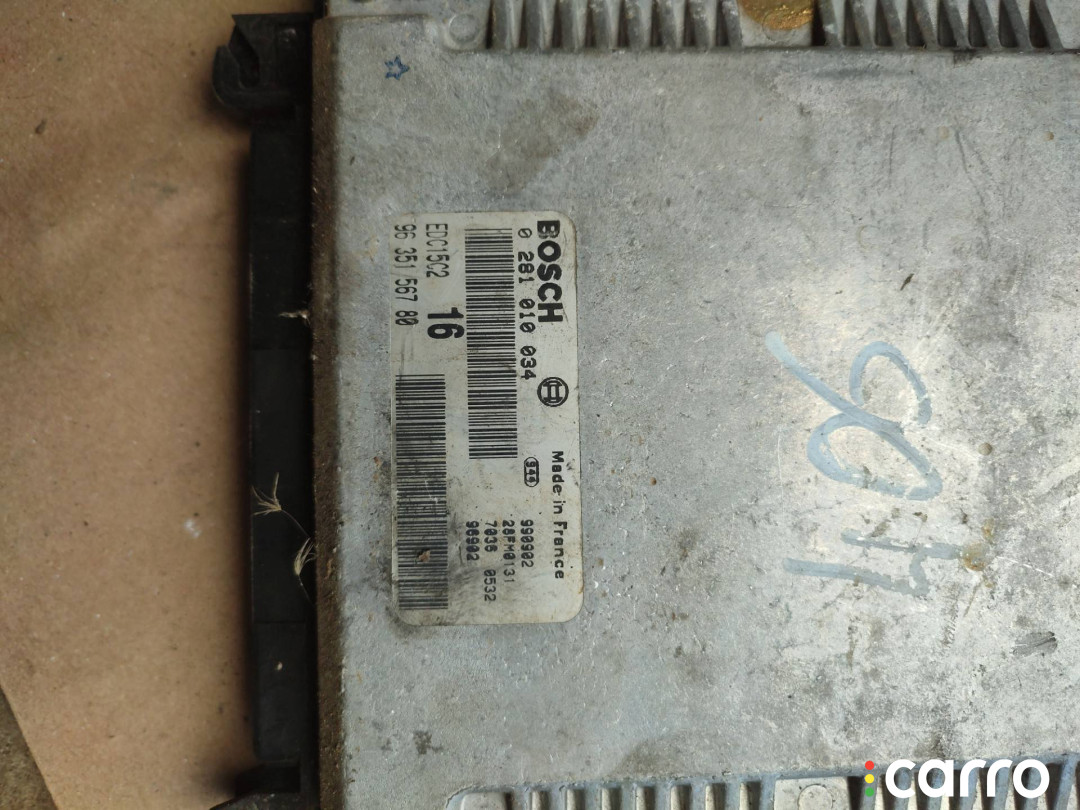 BOSCH
0 281 010 034
Made in France
944
990902
28FM0131
7036 0532
96902
EDC15C2
16
96 351 567 80
carro